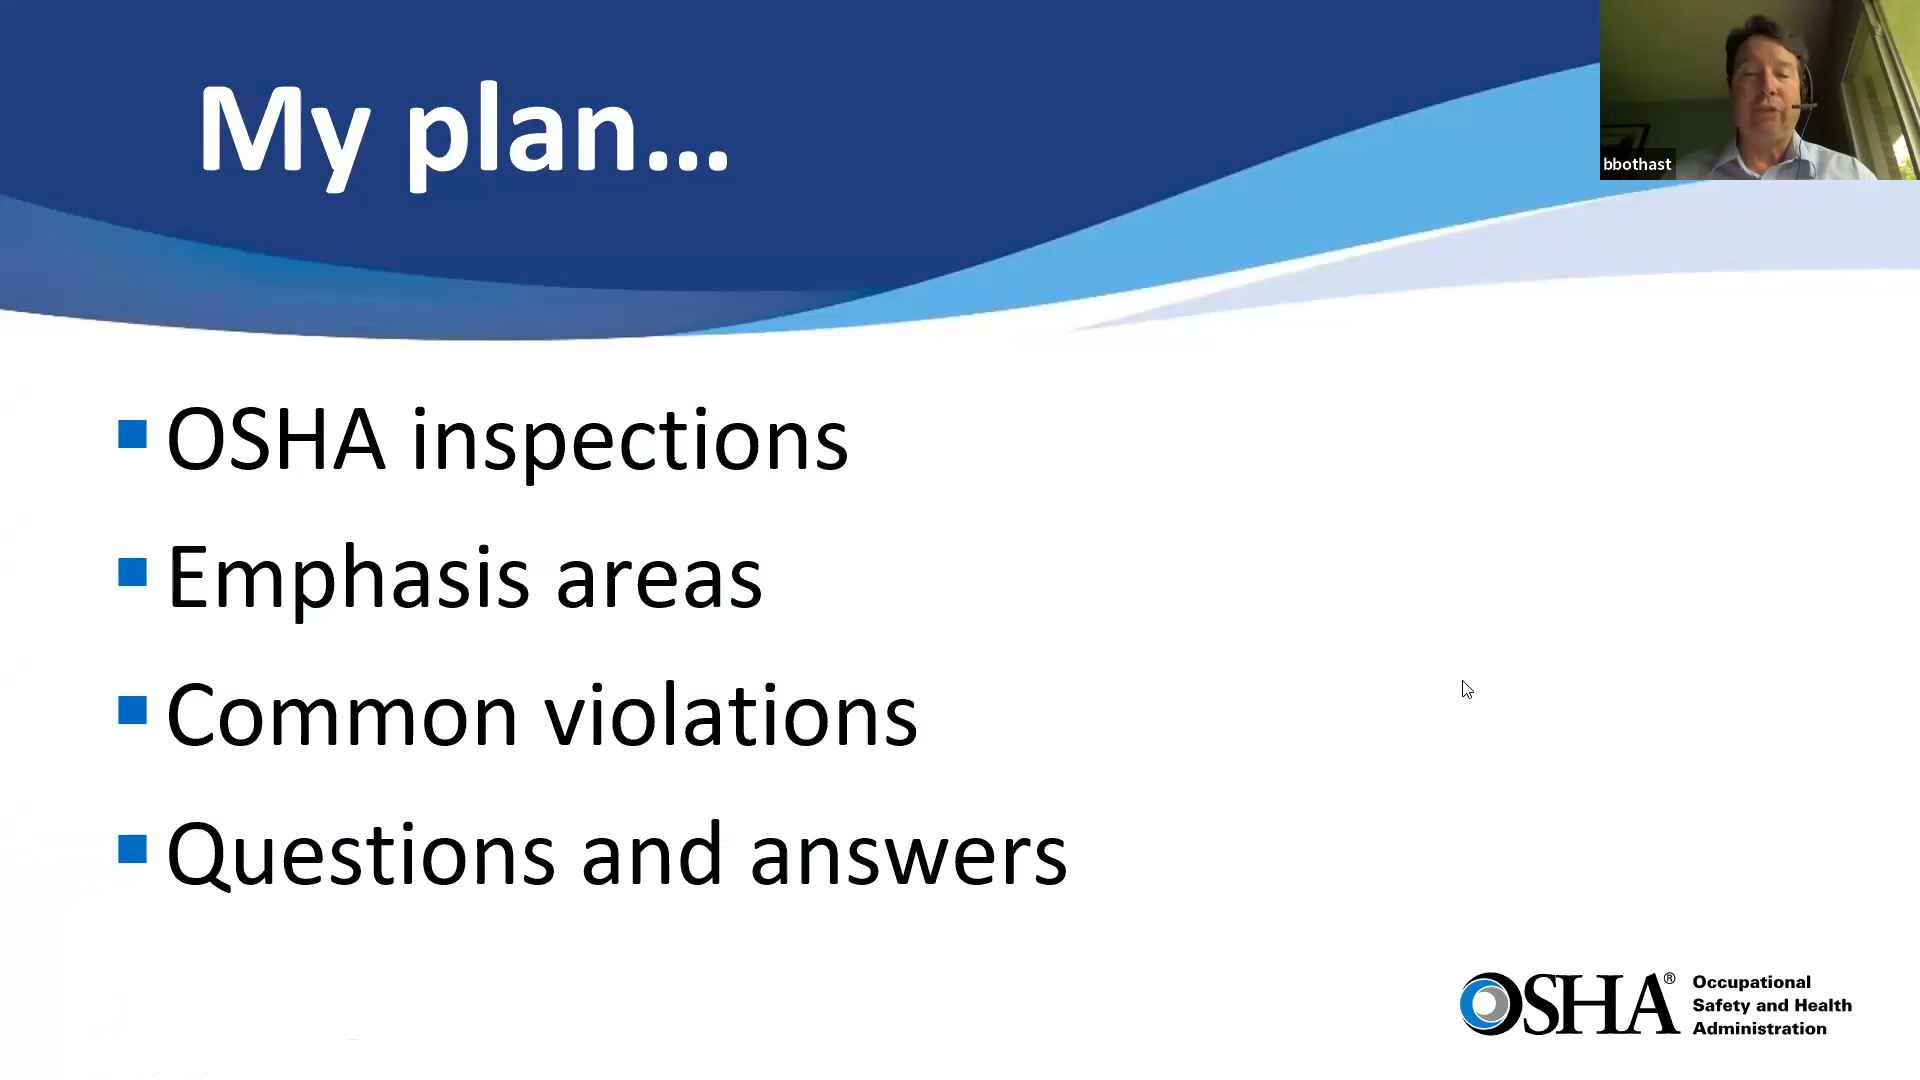 My plan...
bbothast
OSHA inspections
Emphasis areas
Common violations
Questions and answers
OSHA®
Occupational
Safety and Health
Administration